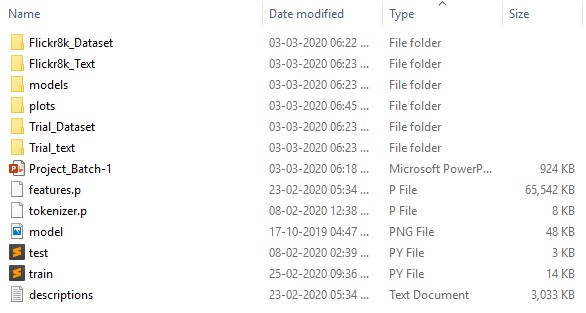 Name Date modified Type Size
Flickr8k_Dataset 03-03-2020 06:22 ... File folder
Flickr8k_Text 03-03-2020 06:23 ... File folder
models 03-03-2020 06:23 ... File folder
plots 03-03-2020 06:45 ... File folder
Trial_Dataset 03-03-2020 06:23 ... File folder
Trial_text 03-03-2020 06:23 ... File folder
Project_Batch-1 03-03-2020 06:18 ... Microsoft PowerP... 924 KB
features.p 23-02-2020 05:34 ... P File 65,542 KB
tokenizer.p 08-02-2020 12:38 ... P File 8 KB
model 17-10-2019 04:47 ... PNG File 48 KB
test 08-02-2020 02:39 ... PY File 3 KB
train 25-02-2020 09:36 ... PY File 14 KB
descriptions 23-02-2020 05:34 ... Text Document 3,033 KB